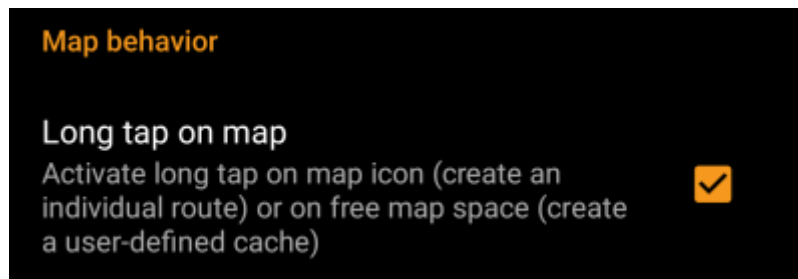 Map behavior
Long tap on map
Activate long tap on map icon (create an
individual route) or on free map space (create
a user-defined cache)